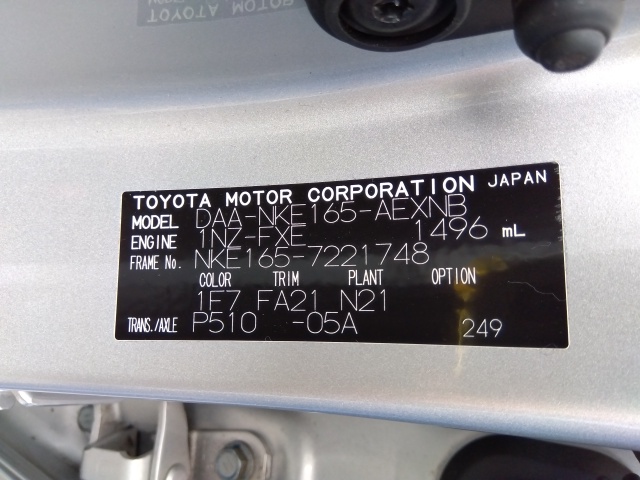 TOYOTA MOTOR CORPORATION JAPAN
MODEL DAA-NKE165-AEXNB
ENGINE 1NZ-FXE 1496 mL
FRAME No. NKE165-7221748
COLOR TRIM PLANT OPTION
1F7 FA21 N21
TRANS./AXLE P510 -05A 249